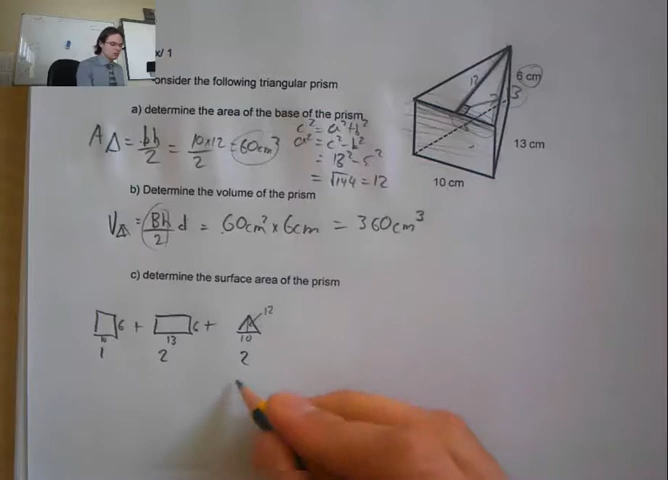 x/ 1
onsider the following triangular prism
a) determine the area of the base of the prism
A△ = bh/2 = 10x12/2 = 60cm³
c² = a² + b²
a² = c² - b²
= 13² - 5²
= √144 = 12
b) Determine the volume of the prism
V△ = Bh/2 d = 60cm² x 6cm = 360cm³
c) determine the surface area of the prism
6 + 6 + 12
10 13 10
1 2 2
12
6 cm
13
13 cm
10 cm